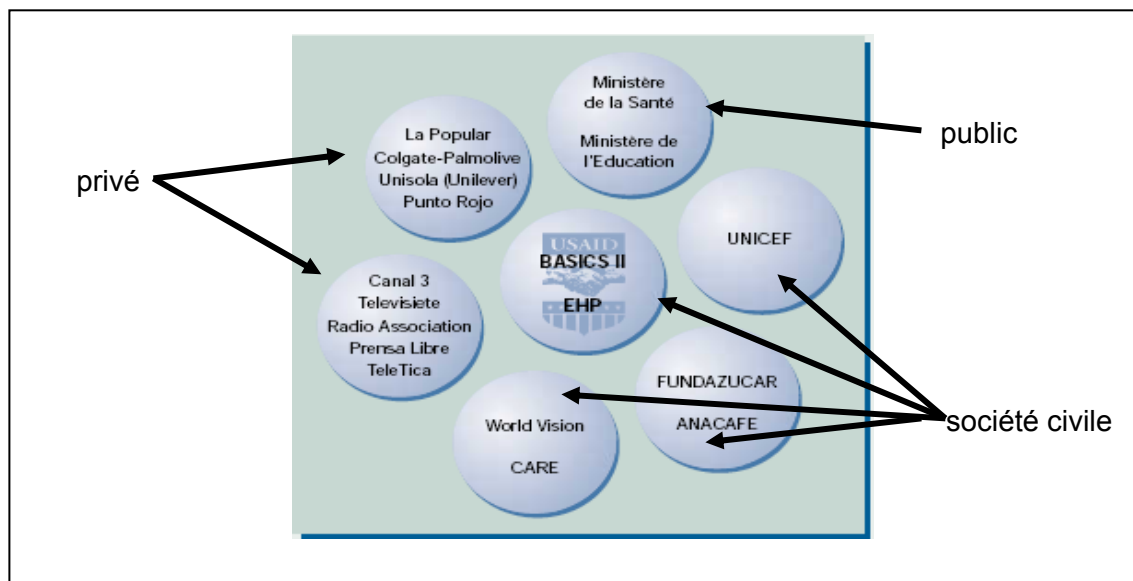 Ministère
de la Santé
Ministère de
l'Education
public
La Popular
Colgate-Palmolive
Unisola (Unilever)
Punto Rojo
privé
UNICEF
USAID
BASICS II
EHP
Canal 3
Televisiete
Radio Association
Prensa Libre
TeleTica
FUNDAZUCAR
ANACAFE
société civile
World Vision
CARE